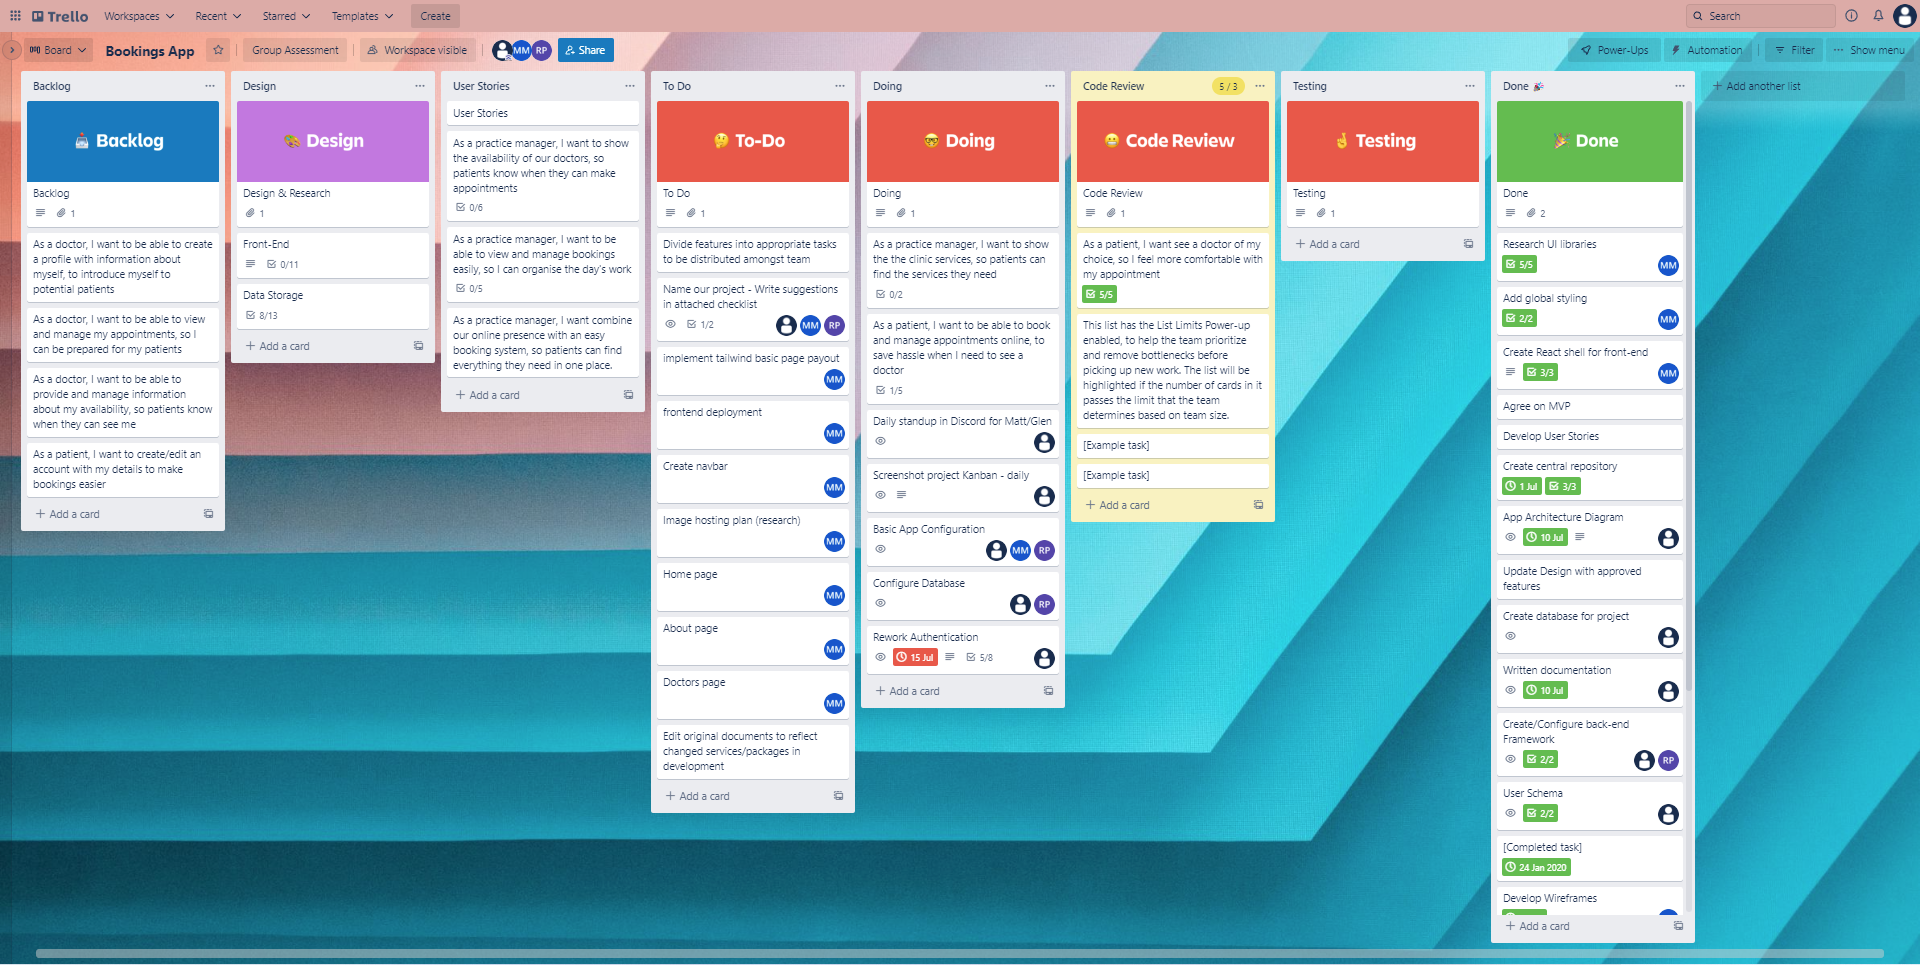 Trello
Workspaces
Recent
Starred
Templates
Create
Search
Board
Bookings App
Group Assessment
Workspace visible
MM
RP
Share
Power-Ups
Automation
Filter
Show menu
Backlog
Backlog
Backlog
1
As a doctor, I want to be able to create
a profile with information about
myself, to introduce myself to
potential patients
As a doctor, I want to be able to view
and manage my appointments, so I
can be prepared for my patients
As a doctor, I want to be able to
provide and manage information
about my availability, so patients know
when they can see me
As a patient, I want to create/edit an
account with my details to make
bookings easier
+ Add a card
Design
Design
Design & Research
1
Front-End
0/11
Data Storage
8/13
+ Add a card
User Stories
User Stories
As a practice manager, I want to show
the availability of our doctors, so
patients know when they can make
appointments
0/6
As a practice manager, I want to be
able to view and manage bookings
easily, so I can organise the day's work
0/5
As a practice manager, I want combine
our online presence with an easy
booking system, so patients can find
everything they need in one place.
+ Add a card
To Do
To-Do
To Do
1
Divide features into appropriate tasks
to be distributed amongst team
Name our project - Write suggestions
in attached checklist
1/2
MM
RP
implement tailwind basic page payout
MM
frontend deployment
MM
Create navbar
MM
Image hosting plan (research)
MM
Home page
MM
About page
MM
Doctors page
MM
Edit original documents to reflect
changed services/packages in
development
+ Add a card
Doing
Doing
Doing
1
As a practice manager, I want to show
the the clinic services, so patients can
find the services they need
0/2
As a patient, I want to be able to book
and manage appointments online, to
save hassle when I need to see a
doctor
1/5
Daily standup in Discord for Matt/Glen
Screenshot project Kanban - daily
Basic App Configuration
MM
RP
Configure Database
RP
Rework Authentication
15 Jul
5/8
+ Add a card
Code Review
5 / 3
Code Review
Code Review
1
As a patient, I want see a doctor of my
choice, so I feel more comfortable with
my appointment
5/5
This list has the List Limits Power-up
enabled, to help the team prioritize
and remove bottlenecks before
picking up new work. The list will be
highlighted if the number of cards in it
passes the limit that the team
determines based on team size.
[Example task]
[Example task]
+ Add a card
Testing
Testing
Testing
1
+ Add a card
Done
Done
Done
2
Research UI libraries
5/5
MM
Add global styling
2/2
MM
Create React shell for front-end
3/3
MM
Agree on MVP
Develop User Stories
Create central repository
1 Jul
3/3
App Architecture Diagram
10 Jul
Update Design with approved
features
Create database for project
Written documentation
10 Jul
Create/Configure back-end
Framework
2/2
RP
User Schema
2/2
[Completed task]
24 Jan 2020
Develop Wireframes
+ Add a card
+ Add another list